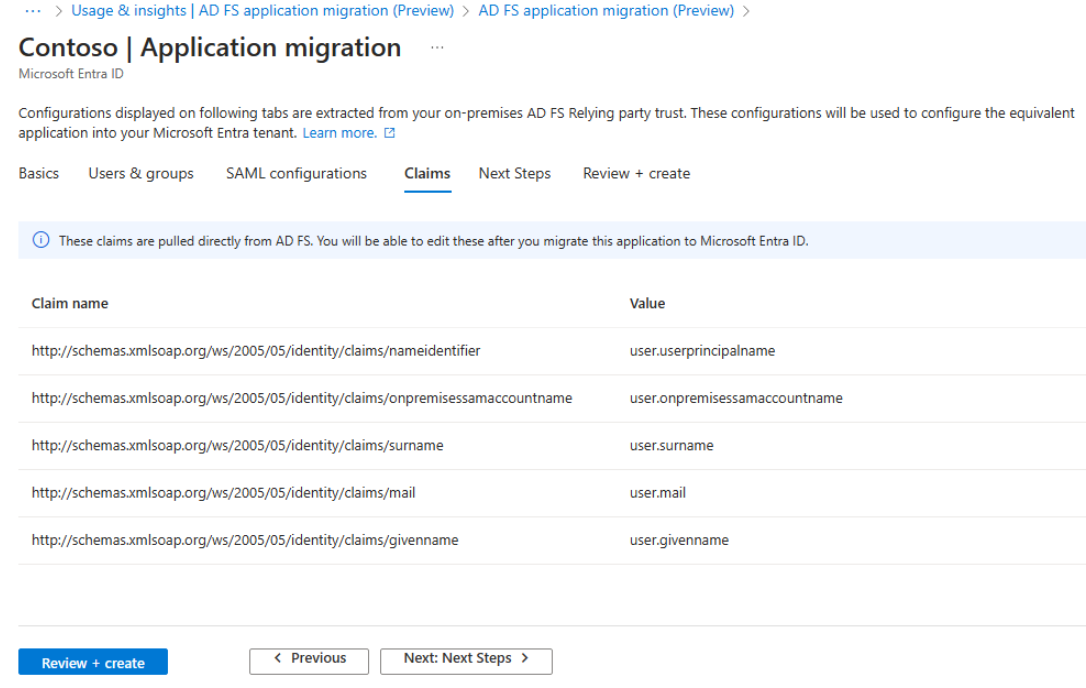 ··· > Usage & insights | AD FS application migration (Preview) > AD FS application migration (Preview) >
Contoso | Application migration ···
Microsoft Entra ID
Configurations displayed on following tabs are extracted from your on-premises AD FS Relying party trust. These configurations will be used to configure the equivalent
application into your Microsoft Entra tenant. Learn more.
Basics Users & groups SAML configurations Claims Next Steps Review + create
These claims are pulled directly from AD FS. You will be able to edit these after you migrate this application to Microsoft Entra ID.
Claim name Value
http://schemas.xmlsoap.org/ws/2005/05/identity/claims/nameidentifier user.userprincipalname
http://schemas.xmlsoap.org/ws/2005/05/identity/claims/onpremisessamaccountname user.onpremisessamaccountname
http://schemas.xmlsoap.org/ws/2005/05/identity/claims/surname user.surname
http://schemas.xmlsoap.org/ws/2005/05/identity/claims/mail user.mail
http://schemas.xmlsoap.org/ws/2005/05/identity/claims/givenname user.givenname
Review + create < Previous Next: Next Steps >